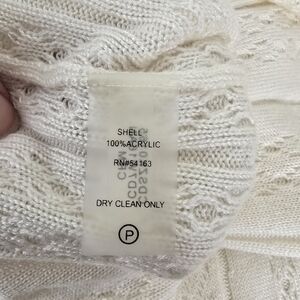 SHELL
100%ACRYLIC
RN#54163
DRY CLEAN ONLY
P